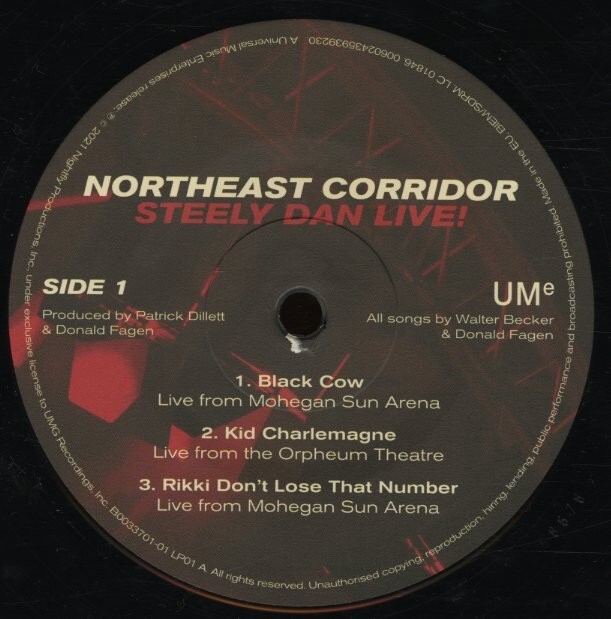 NORTHEAST CORRIDOR
STEELY DAN LIVE!
SIDE 1
Produced by Patrick Dillett
& Donald Fagen
UMe
All songs by Walter Becker
& Donald Fagen
1. Black Cow
Live from Mohegan Sun Arena
2. Kid Charlemagne
Live from the Orpheum Theatre
3. Rikki Don't Lose That Number
Live from Mohegan Sun Arena
℗ © 2021 Nightfly Productions, Inc., under exclusive license to UMG Recordings, Inc. B0033701-01 LP01 A. All rights reserved. Unauthorised copying, reproduction, hiring, lending, public performance and broadcasting prohibited. Made in the EU. BIEM/SDRM LC 01846 00602435939230. A Universal Music Enterprises release.